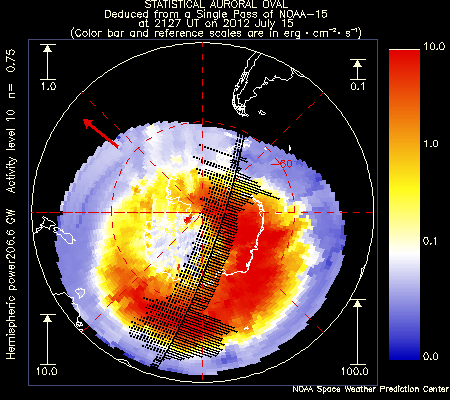 STATISTICAL AURORAL OVAL
Deduced from a Single Pass of NOAA-15
at 2127 UT on 2012 July 15
(Color bar and reference scales are in erg·cm⁻²·s⁻¹)
Hemispheric power206.6 GW Activity level 10 n= 0.75
1.0
0.1
-60
10.0
100.0
10.0
1.0
0.1
0.0
NOAA Space Weather Prediction Center